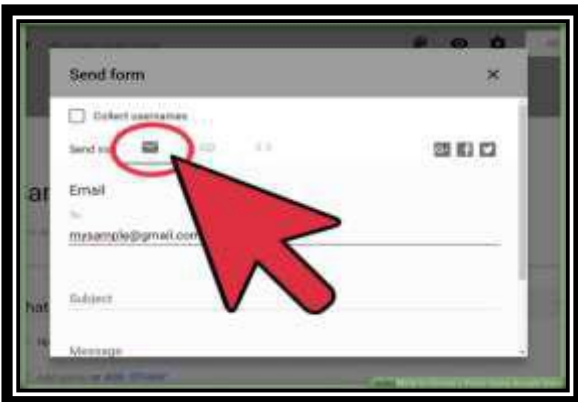 Send form
Collect usernames
Send via
Email
To
mysample@gmail.com
Subject
Message